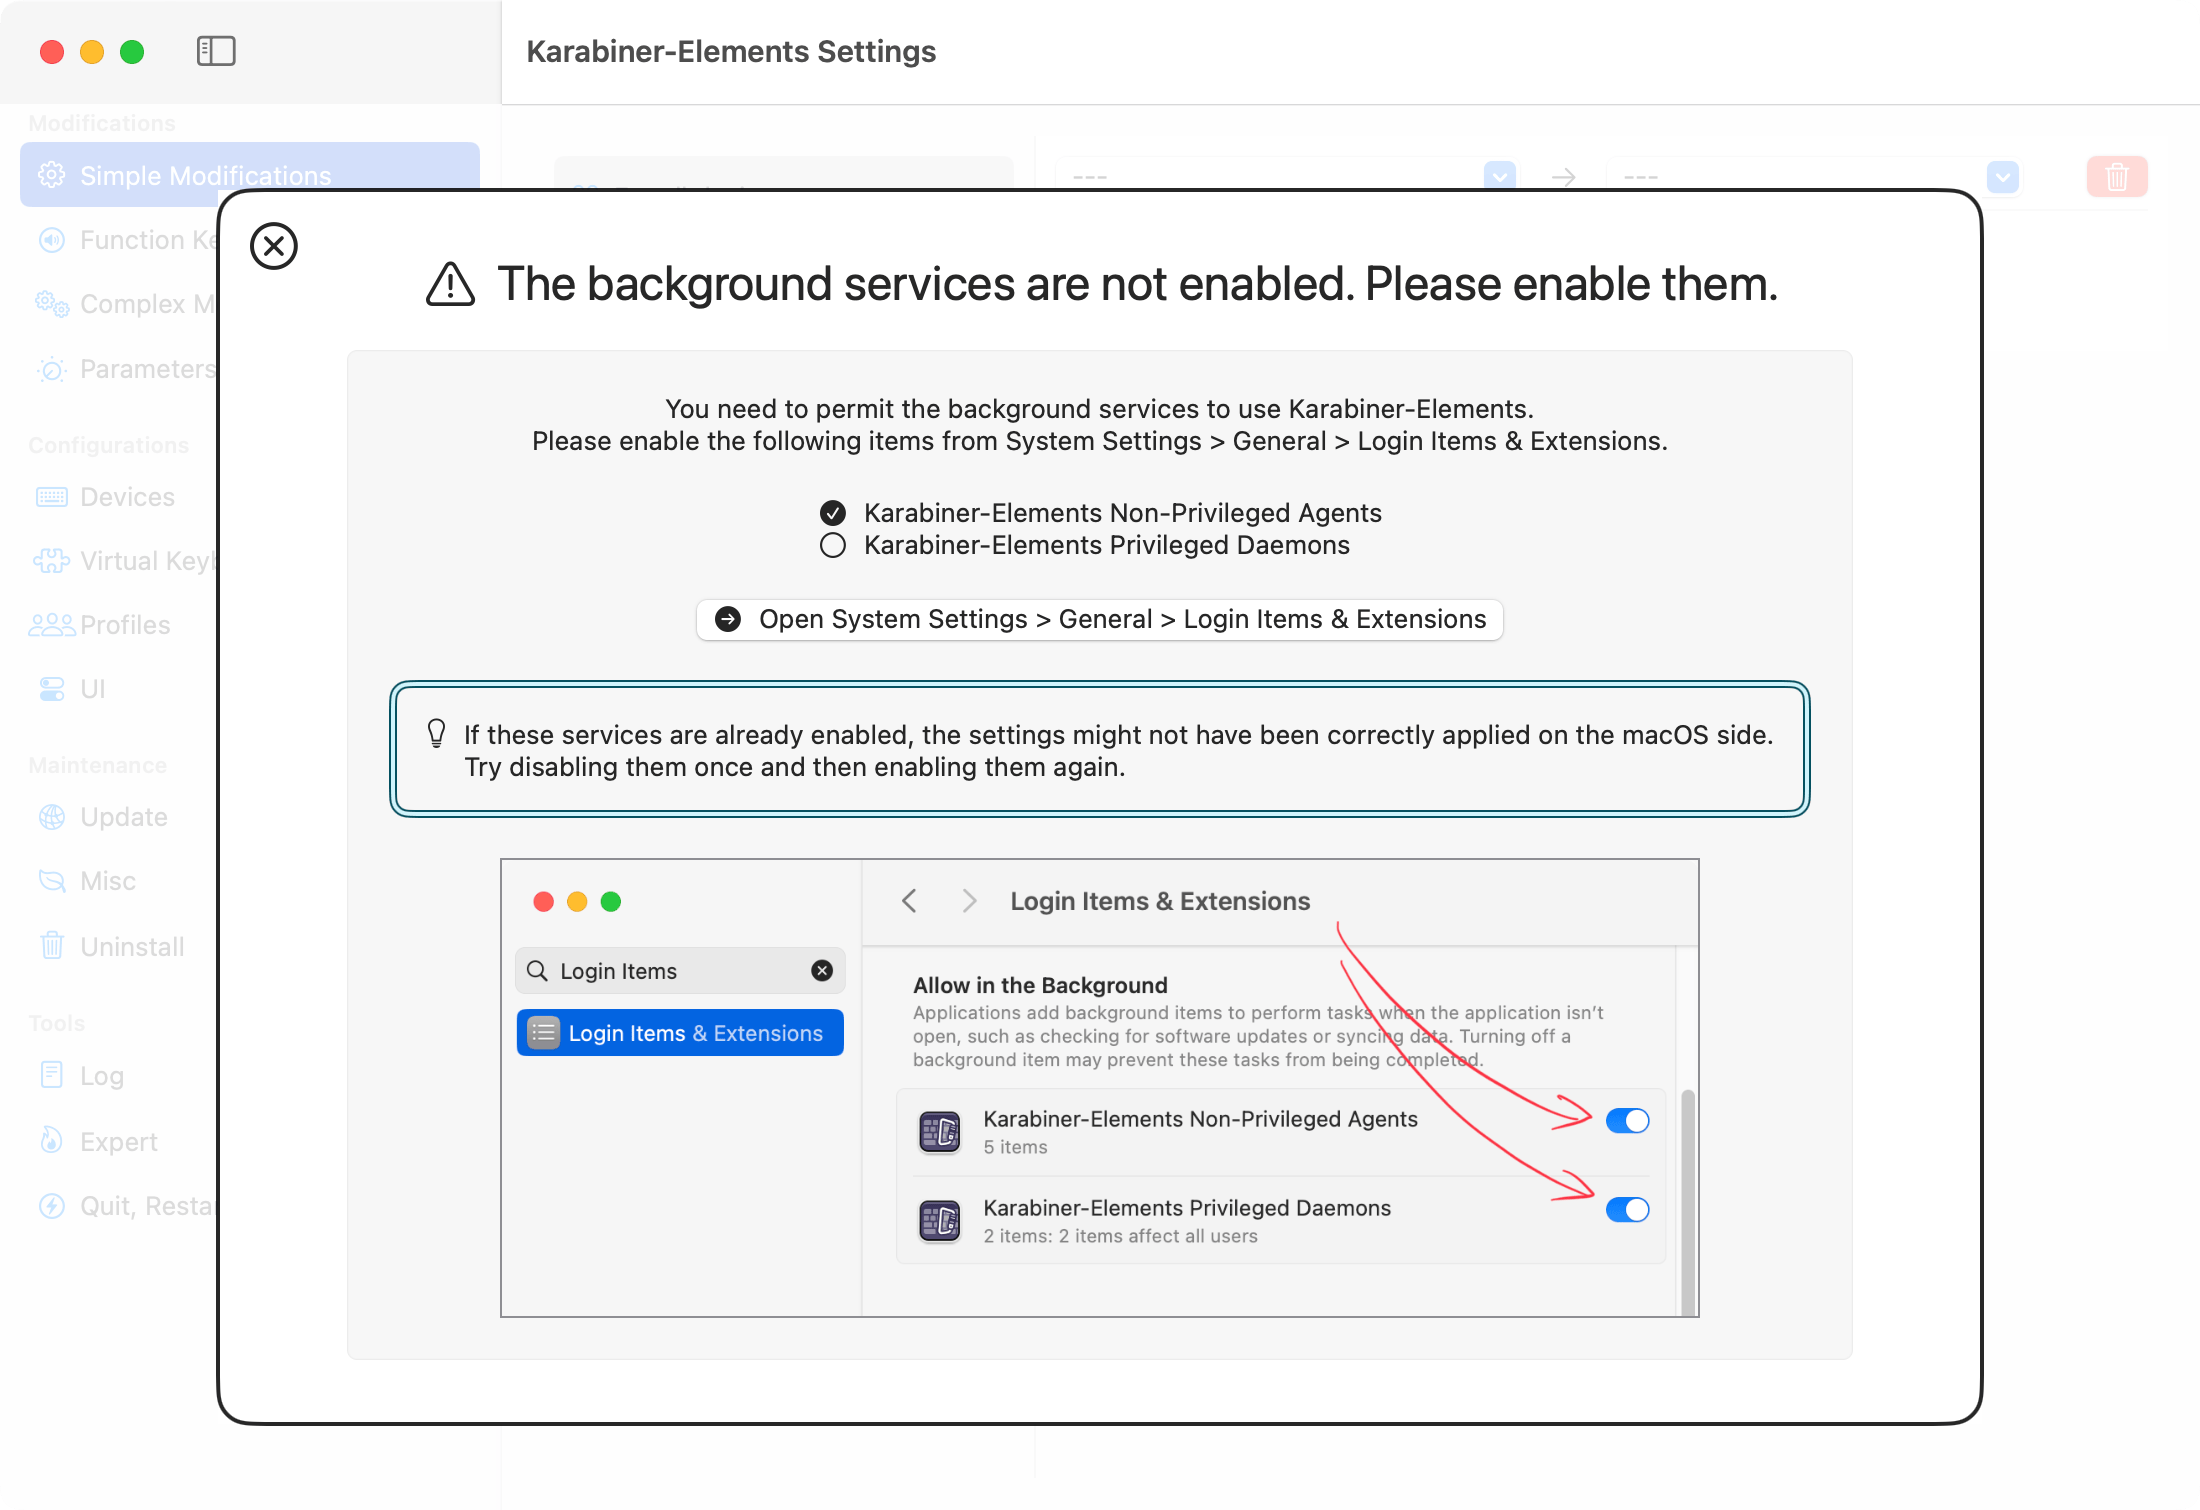 Karabiner-Elements Settings
Modifications
Simple Modifications
Function Ke
Complex M
Parameters
Configurations
Devices
Virtual Keyb
Profiles
UI
Maintenance
Update
Misc
Uninstall
Tools
Log
Expert
Quit, Restar
---
---
The background services are not enabled. Please enable them.
You need to permit the background services to use Karabiner-Elements.
Please enable the following items from System Settings > General > Login Items & Extensions.
Karabiner-Elements Non-Privileged Agents
Karabiner-Elements Privileged Daemons
Open System Settings > General > Login Items & Extensions
If these services are already enabled, the settings might not have been correctly applied on the macOS side.
Try disabling them once and then enabling them again.
Login Items & Extensions
Login Items
Login Items & Extensions
Allow in the Background
Applications add background items to perform tasks when the application isn’t
open, such as checking for software updates or syncing data. Turning off a
background item may prevent these tasks from being completed.
Karabiner-Elements Non-Privileged Agents
5 items
Karabiner-Elements Privileged Daemons
2 items: 2 items affect all users